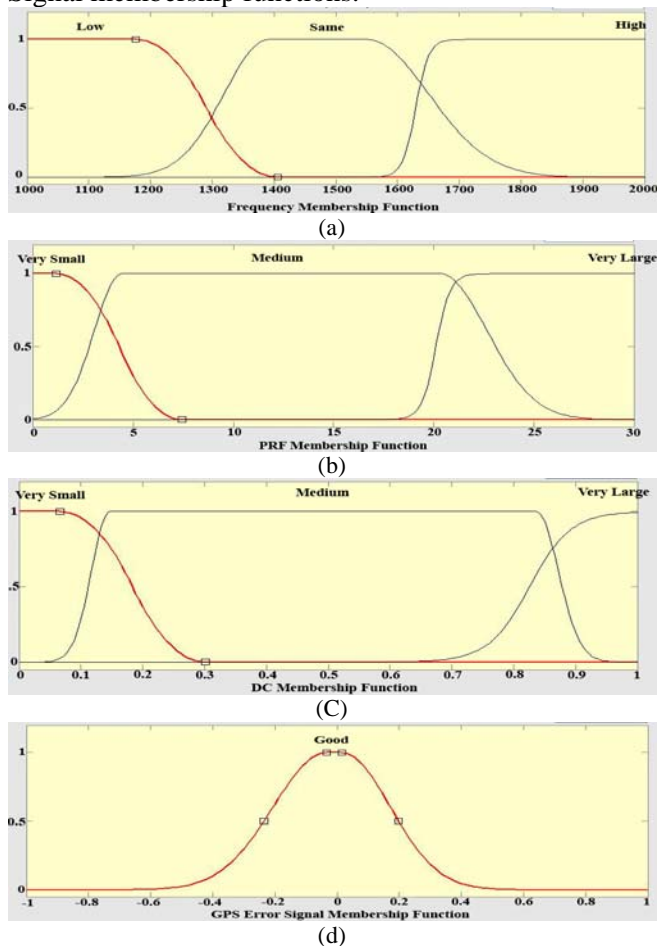 Signal membership functions.
Low Same High
1
0.5
0
1000 1100 1200 1300 1400 1500 1600 1700 1800 1900 2000
Frequency Membership Function
(a)
Very Small Medium Very Large
1
0.5
0
0 5 10 15 20 25 30
PRF Membership Function
(b)
Very Small Medium Very Large
1
.5
0
0 0.1 0.2 0.3 0.4 0.5 0.6 0.7 0.8 0.9 1
DC Membership Function
(C)
Good
1
0.5
0
-1 -0.8 -0.6 -0.4 -0.2 0 0.2 0.4 0.6 0.8 1
GPS Error Signal Membership Function
(d)